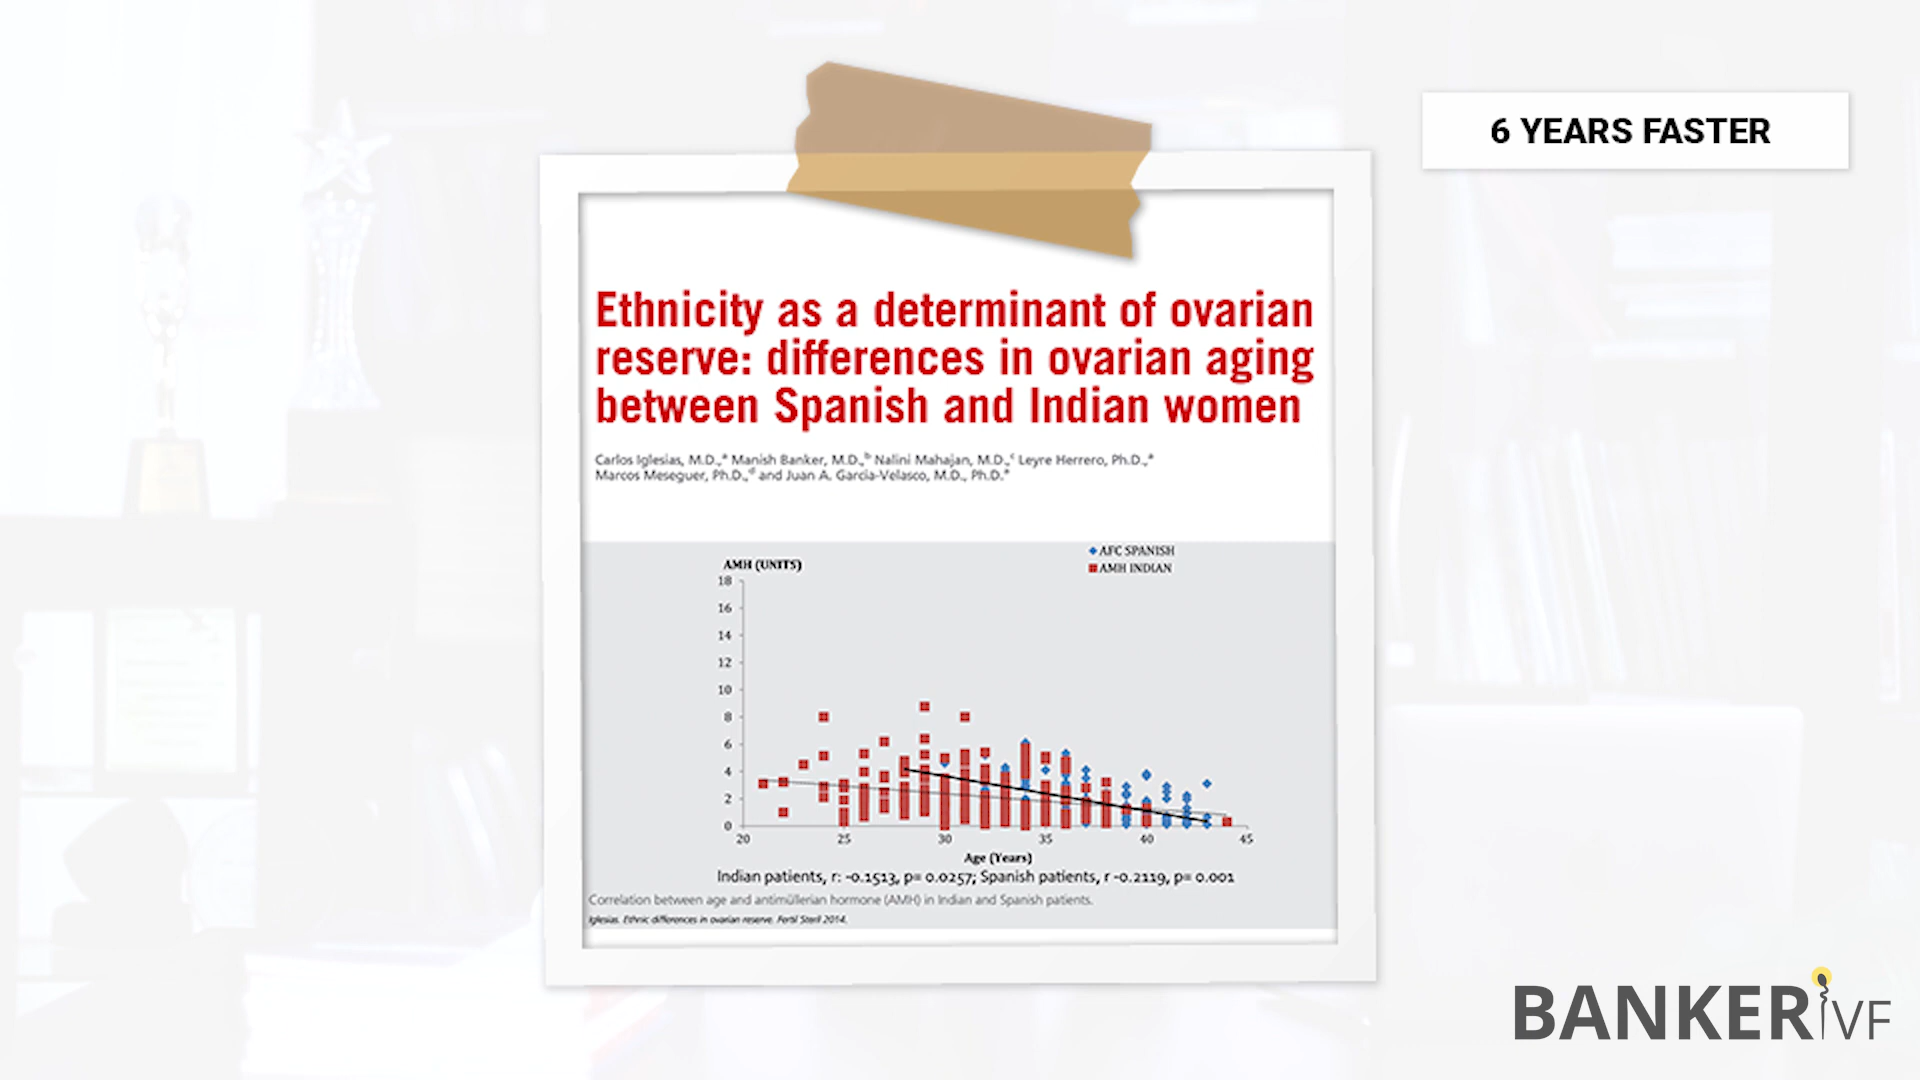 6 YEARS FASTER
Ethnicity as a determinant of ovarian
reserve: differences in ovarian aging
between Spanish and Indian women
Carlos Iglesias, M.D.,ᵃ Manish Banker, M.D.,ᵇ Nalini Mahajan, M.D.,ᶜ Leyre Herrero, Ph.D.,ᵃ
Marcos Meseguer, Ph.D.,ᵈ and Juan A. Garcia-Velasco, M.D., Ph.D.ᵃ
AFC SPANISH
AMH INDIAN
AMH (UNITS)
18
16
14
12
10
8
6
4
2
0
20 25 30 35 40 45
Age (Years)
Indian patients, r: -0.1513, p= 0.0257; Spanish patients, r -0.2119, p= 0.001
Correlation between age and antimüllerian hormone (AMH) in Indian and Spanish patients.
Iglesias. Ethnic differences in ovarian reserve. Fertil Steril 2014.
BANKER IVF